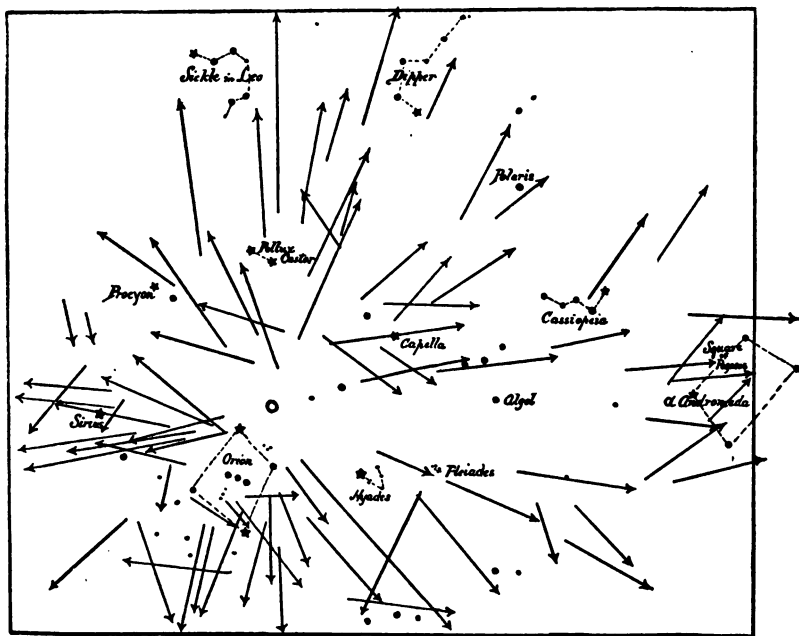 Sickle in Leo
Dipper
Polaris
Pollux
Castor
Procyon
Cassiopeia
Capella
Square
of
Pegasus
Sirius
Algol
α Andromeda
Orion
Hyades
Pleiades